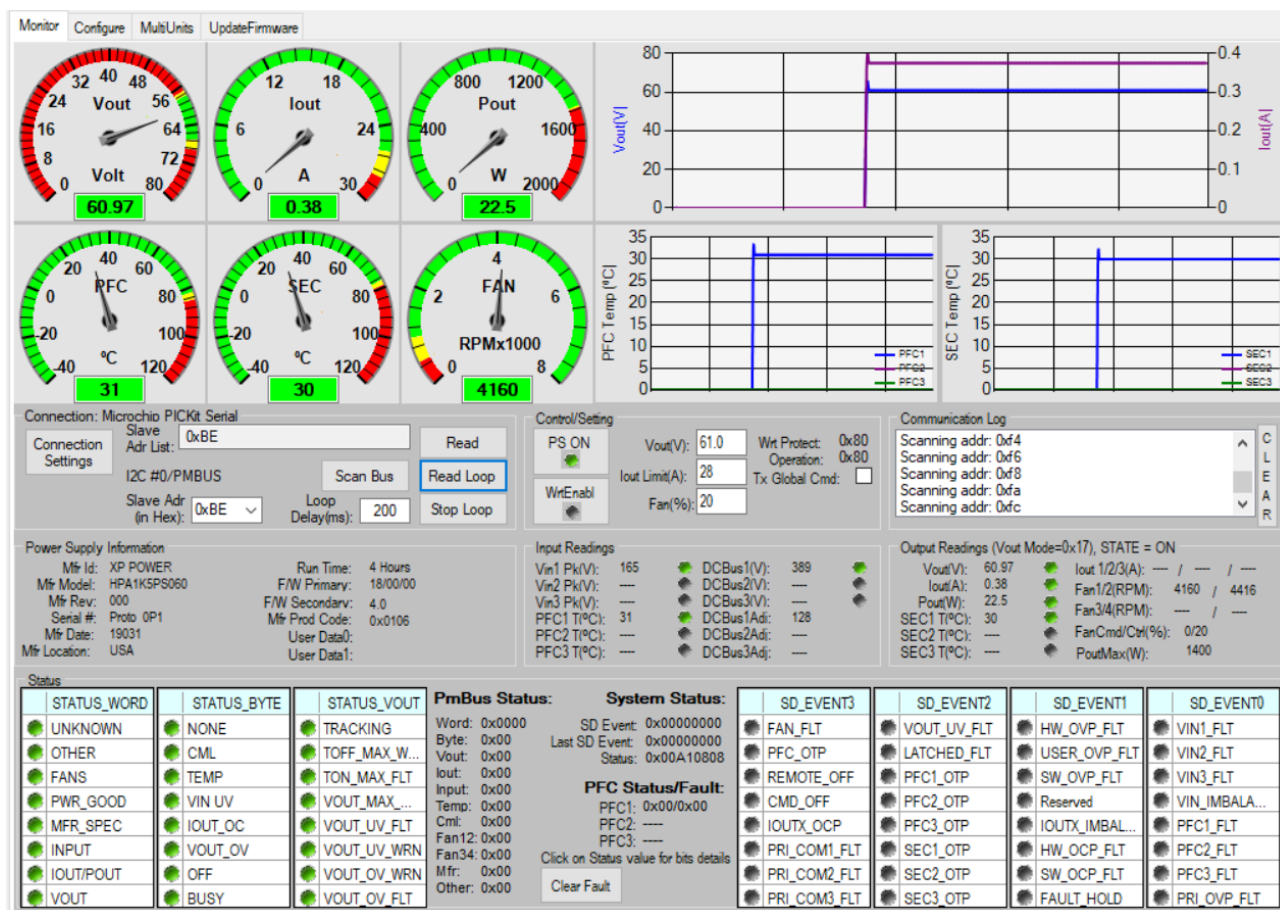 Monitor Configure MultiUnits UpdateFirmware
0 8 16 24 32 40 48 56 64 72 80
Vout
Volt
60.97
0 6 12 18 24 30
Iout
A
0.38
0 400 800 1200 1600 2000
Pout
W
22.5
80
60
40
20
0
Vout(V|
0.4
0.3
0.2
0.1
0
Iout(A|
-40 -20 0 20 40 60 80 100 120
PFC
ºC
31
-40 -20 0 20 40 60 80 100 120
SEC
ºC
30
0 2 4 6 8
FAN
RPMx1000
4160
35
30
25
20
15
10
5
0
PFC Temp (ºC|
PFC1
PFC2
PFC3
35
30
25
20
15
10
5
0
SEC Temp (ºC|
SEC1
SEC2
SEC3
Connection: Microchip PICKit Serial
Connection Settings
Slave Adr List: 0xBE
Read
I2C #0/PMBUS
Scan Bus
Read Loop
Slave Adr (in Hex): 0xBE
Loop Delay(ms): 200
Stop Loop
Control/Setting
PS ON
WrtEnabl
Vout(V): 61.0
Iout Limit(A): 28
Fan(%): 20
Wrt Protect: 0x80
Operation: 0x80
Tx Global Cmd:
Communication Log
Scanning addr: 0xf4
Scanning addr: 0xf6
Scanning addr: 0xf8
Scanning addr: 0xfa
Scanning addr: 0xfc
CLEAR
Power Supply Information
Mfr Id: XP POWER
Mfr Model: HPA1K5PS060
Mfr Rev: 000
Serial #: Proto 0P1
Mfr Date: 19031
Mfr Location: USA
Run Time: 4 Hours
F/W Primary: 18/00/00
F/W Secondary: 4.0
Mfr Prod Code: 0x0106
User Data0:
User Data1:
Input Readings
Vin1 Pk(V): 165 DCBus1(V): 389
Vin2 Pk(V): ---- DCBus2(V): ----
Vin3 Pk(V): ---- DCBus3(V): ----
PFC1 T(ºC): 31 DCBus1Adj: 128
PFC2 T(ºC): ---- DCBus2Adj: ----
PFC3 T(ºC): ---- DCBus3Adj: ----
Output Readings (Vout Mode=0x17), STATE = ON
Vout(V): 60.97 Iout 1/2/3(A): ---- / ---- / ----
Iout(A): 0.38 Fan1/2(RPM): 4160 / 4416
Pout(W): 22.5 Fan3/4(RPM): ---- / ----
SEC1 T(ºC): 30
SEC2 T(ºC): ---- FanCmd/Ctrl(%): 0/20
SEC3 T(ºC): ---- PoutMax(W): 1400
Status
STATUS_WORD
UNKNOWN
OTHER
FANS
PWR_GOOD
MFR_SPEC
INPUT
IOUT/POUT
VOUT
STATUS_BYTE
NONE
CML
TEMP
VIN UV
IOUT_OC
VOUT_OV
OFF
BUSY
STATUS_VOUT
TRACKING
TOFF_MAX_W...
TON_MAX_FLT
VOUT_MAX_...
VOUT_UV_FLT
VOUT_UV_WRN
VOUT_OV_WRN
VOUT_OV_FLT
PmBus Status:
Word: 0x0000
Byte: 0x00
Vout: 0x00
Iout: 0x00
Input: 0x00
Temp: 0x00
Cml: 0x00
Fan12: 0x00
Fan34: 0x00
Mfr: 0x00
Other: 0x00
System Status:
SD Event: 0x00000000
Last SD Event: 0x00000000
Status: 0x00A10808
PFC Status/Fault:
PFC1: 0x00/0x00
PFC2: ----
PFC3: ----
Click on Status value for bits details
Clear Fault
SD_EVENT3
FAN_FLT
PFC_OTP
REMOTE_OFF
CMD_OFF
IOUTX_OCP
PRI_COM1_FLT
PRI_COM2_FLT
PRI_COM3_FLT
SD_EVENT2
VOUT_UV_FLT
LATCHED_FLT
PFC1_OTP
PFC2_OTP
PFC3_OTP
SEC1_OTP
SEC2_OTP
SEC3_OTP
SD_EVENT1
HW_OVP_FLT
USER_OVP_FLT
SW_OVP_FLT
Reserved
IOUTX_IMBAL...
HW_OCP_FLT
SW_OCP_FLT
FAULT_HOLD
SD_EVENT0
VIN1_FLT
VIN2_FLT
VIN3_FLT
VIN_IMBALA...
PFC1_FLT
PFC2_FLT
PFC3_FLT
PRI_OVP_FLT